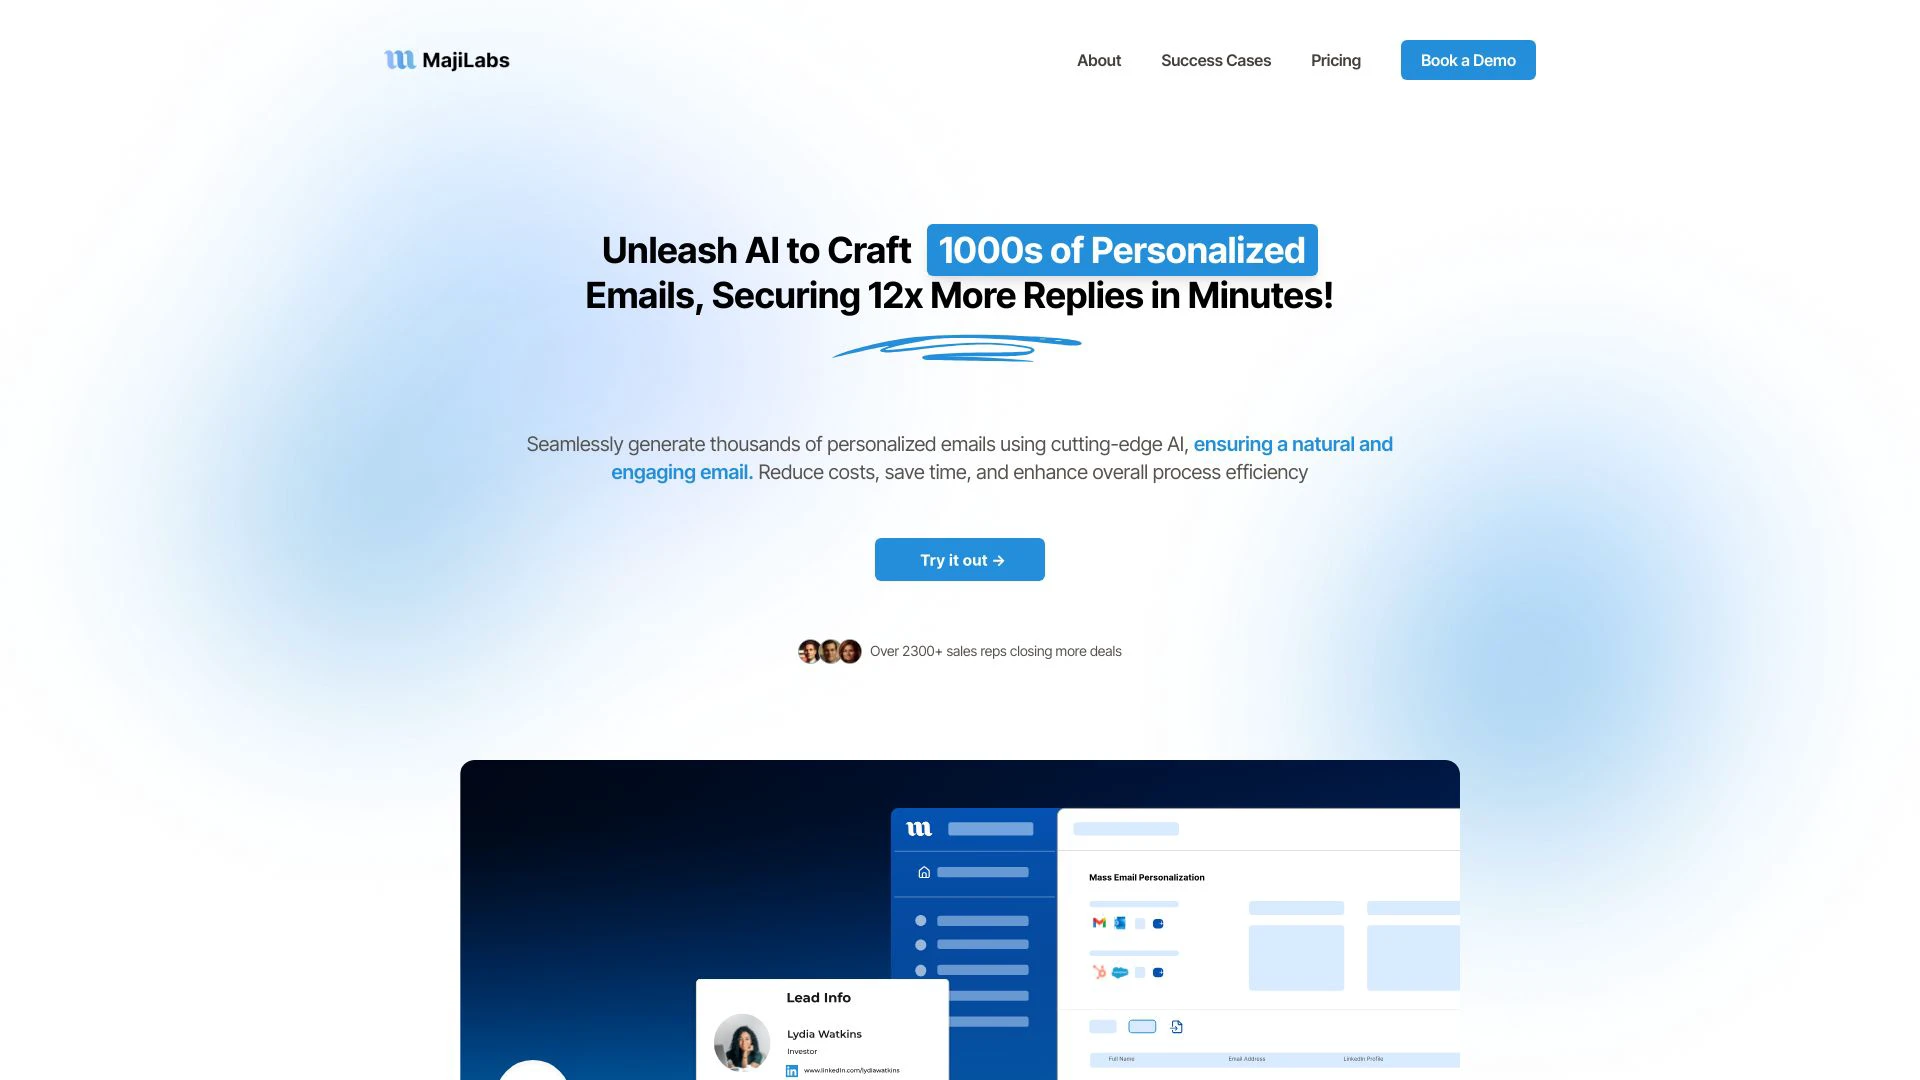 MajiLabs
About
Success Cases
Pricing
Book a Demo
Unleash AI to Craft 1000s of Personalized
Emails, Securing 12x More Replies in Minutes!
Seamlessly generate thousands of personalized emails using cutting-edge AI, ensuring a natural and
engaging email. Reduce costs, save time, and enhance overall process efficiency
Try it out →
Over 2300+ sales reps closing more deals
Mass Email Personalization
Lead Info
Lydia Watkins
Investor
www.linkedin.com/lydiawatkins
Full Name
Email Address
LinkedIn Profile